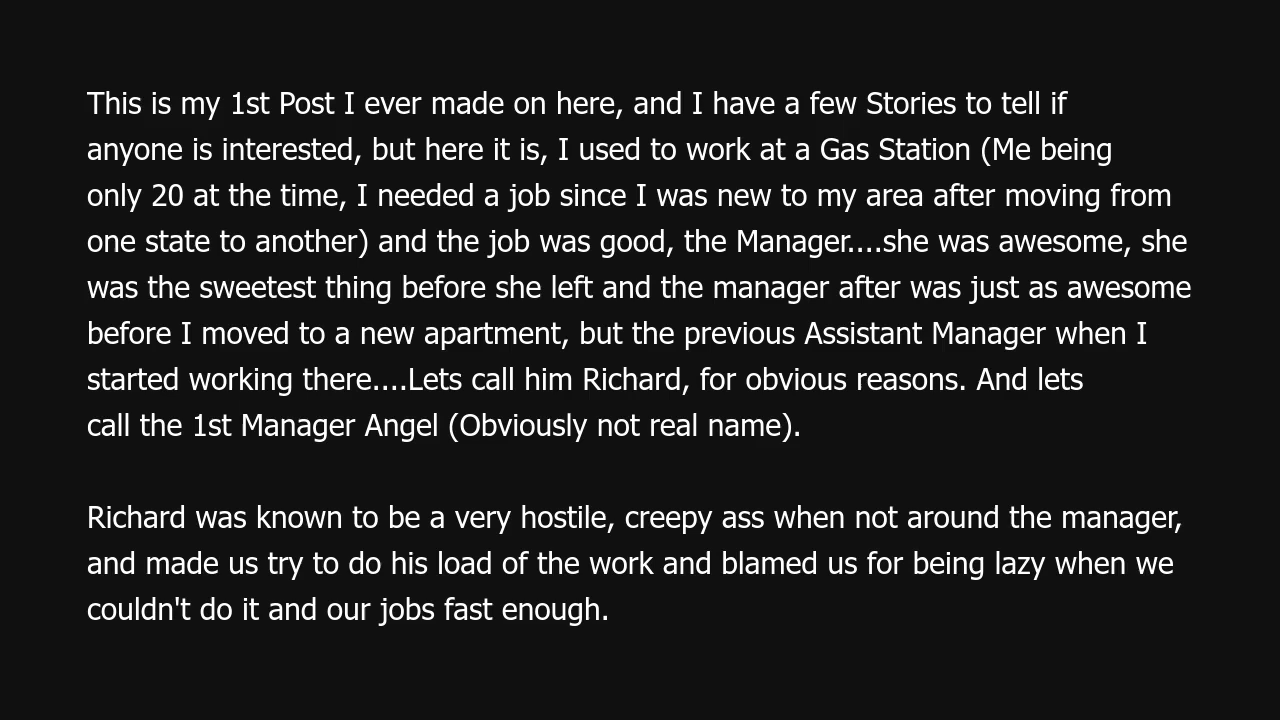 This is my 1st Post I ever made on here, and I have a few Stories to tell if
anyone is interested, but here it is, I used to work at a Gas Station (Me being
only 20 at the time, I needed a job since I was new to my area after moving from
one state to another) and the job was good, the Manager....she was awesome, she
was the sweetest thing before she left and the manager after was just as awesome
before I moved to a new apartment, but the previous Assistant Manager when I
started working there....Lets call him Richard, for obvious reasons. And lets
call the 1st Manager Angel (Obviously not real name).
Richard was known to be a very hostile, creepy ass when not around the manager,
and made us try to do his load of the work and blamed us for being lazy when we
couldn't do it and our jobs fast enough.